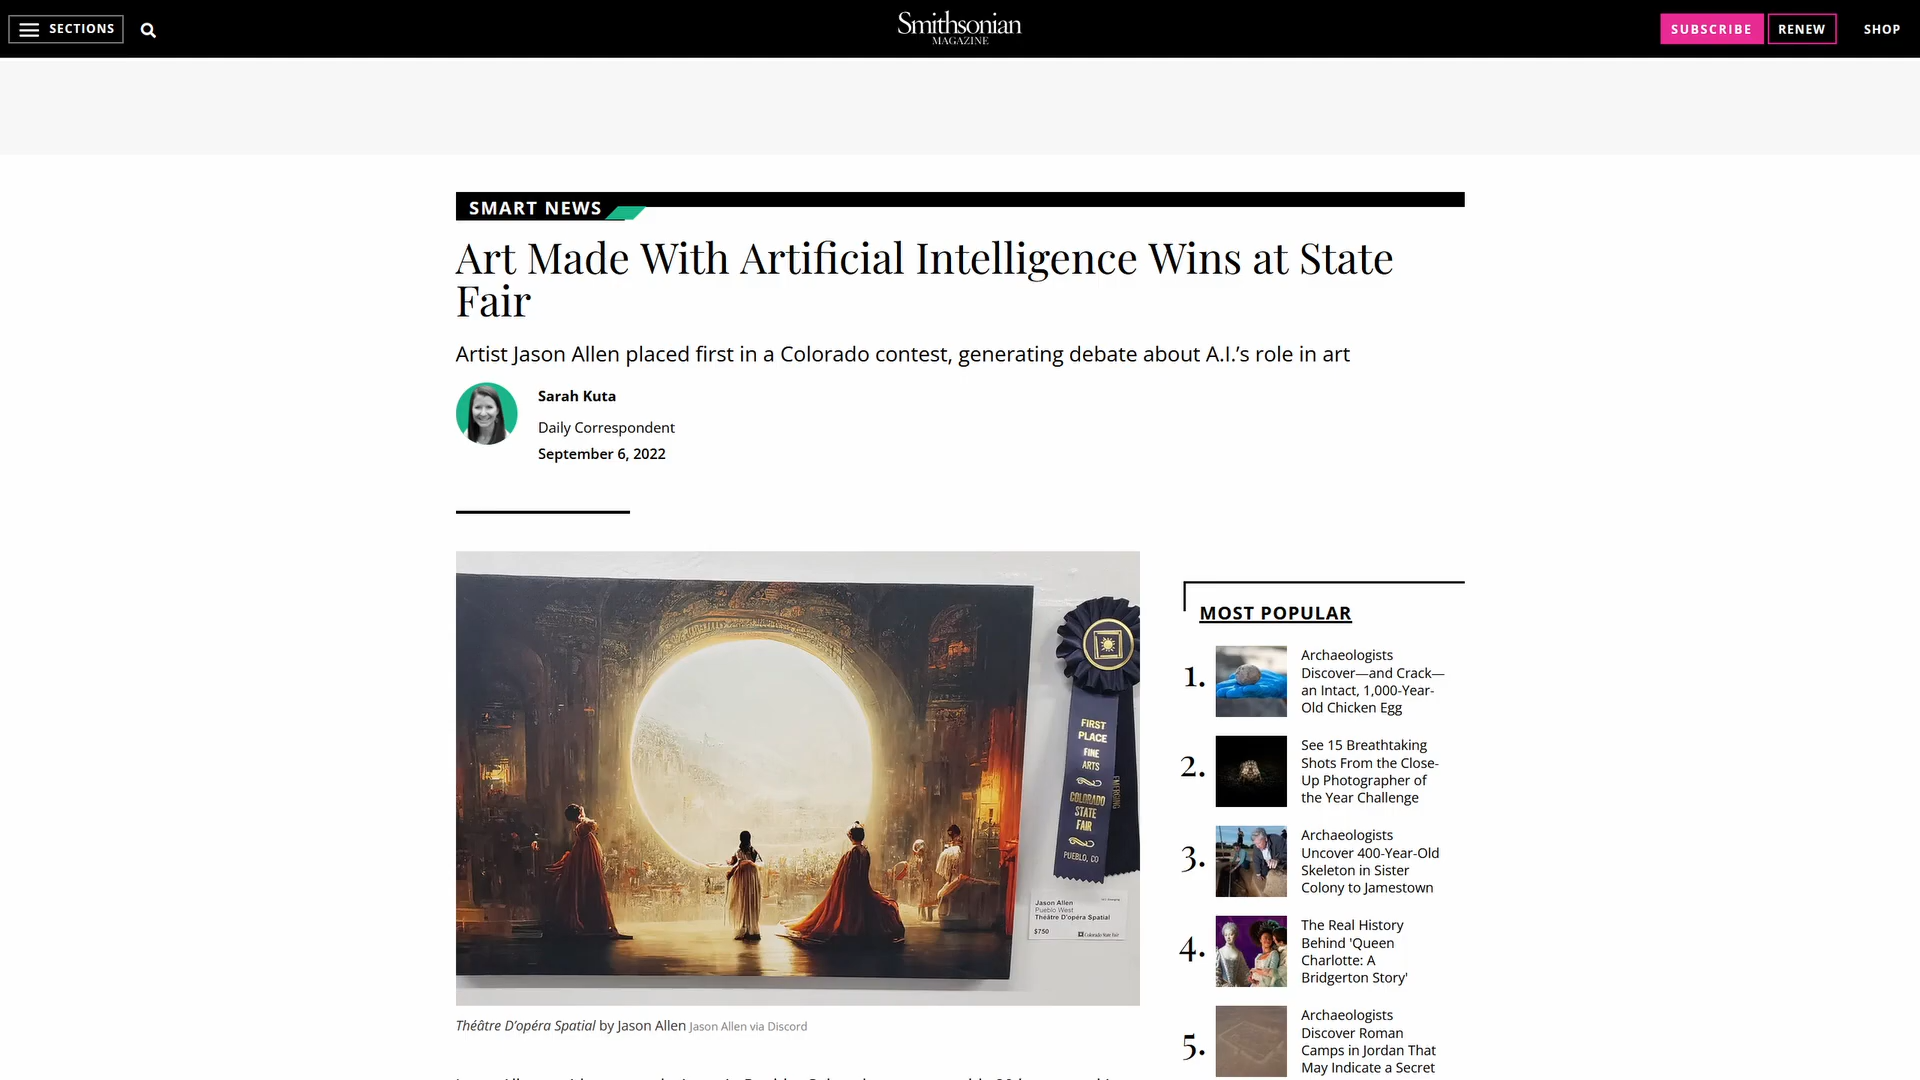 SECTIONS
Smithsonian
MAGAZINE
SUBSCRIBE
RENEW
SHOP
SMART NEWS
Art Made With Artificial Intelligence Wins at State
Fair
Artist Jason Allen placed first in a Colorado contest, generating debate about A.I.’s role in art
Sarah Kuta
Daily Correspondent
September 6, 2022
FIRST
PLACE
FINE
ARTS
EMERGING
COLORADO
STATE
FAIR
PUEBLO, CO
Jason Allen
Pueblo West
Théâtre D'opéra Spatial
$750
Colorado State Fair
Théâtre D’opéra Spatial by Jason Allen Jason Allen via Discord
MOST POPULAR
1.
Archaeologists
Discover—and Crack—
an Intact, 1,000-Year-
Old Chicken Egg
2.
See 15 Breathtaking
Shots From the Close-
Up Photographer of
the Year Challenge
3.
Archaeologists
Uncover 400-Year-Old
Skeleton in Sister
Colony to Jamestown
4.
The Real History
Behind 'Queen
Charlotte: A
Bridgerton Story'
5.
Archaeologists
Discover Roman
Camps in Jordan That
May Indicate a Secret